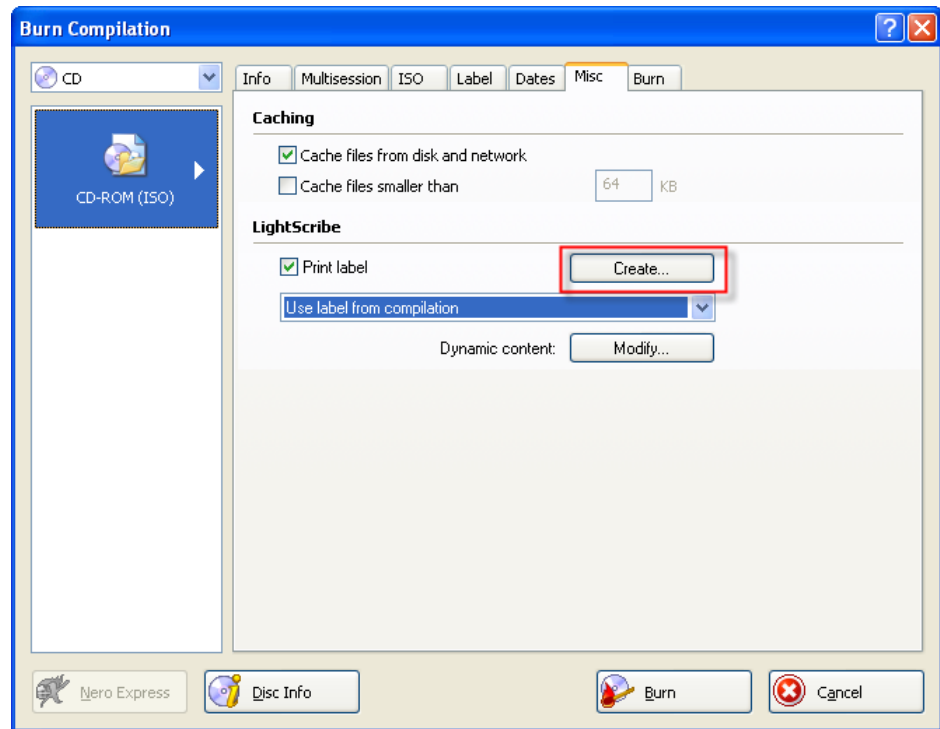 Burn Compilation
CD
Info Multisession ISO Label Dates Misc Burn
CD-ROM (ISO)
Caching
Cache files from disk and network
Cache files smaller than 64 KB
LightScribe
Print label Create...
Use label from compilation
Dynamic content: Modify...
Nero Express Disc Info Burn Cancel